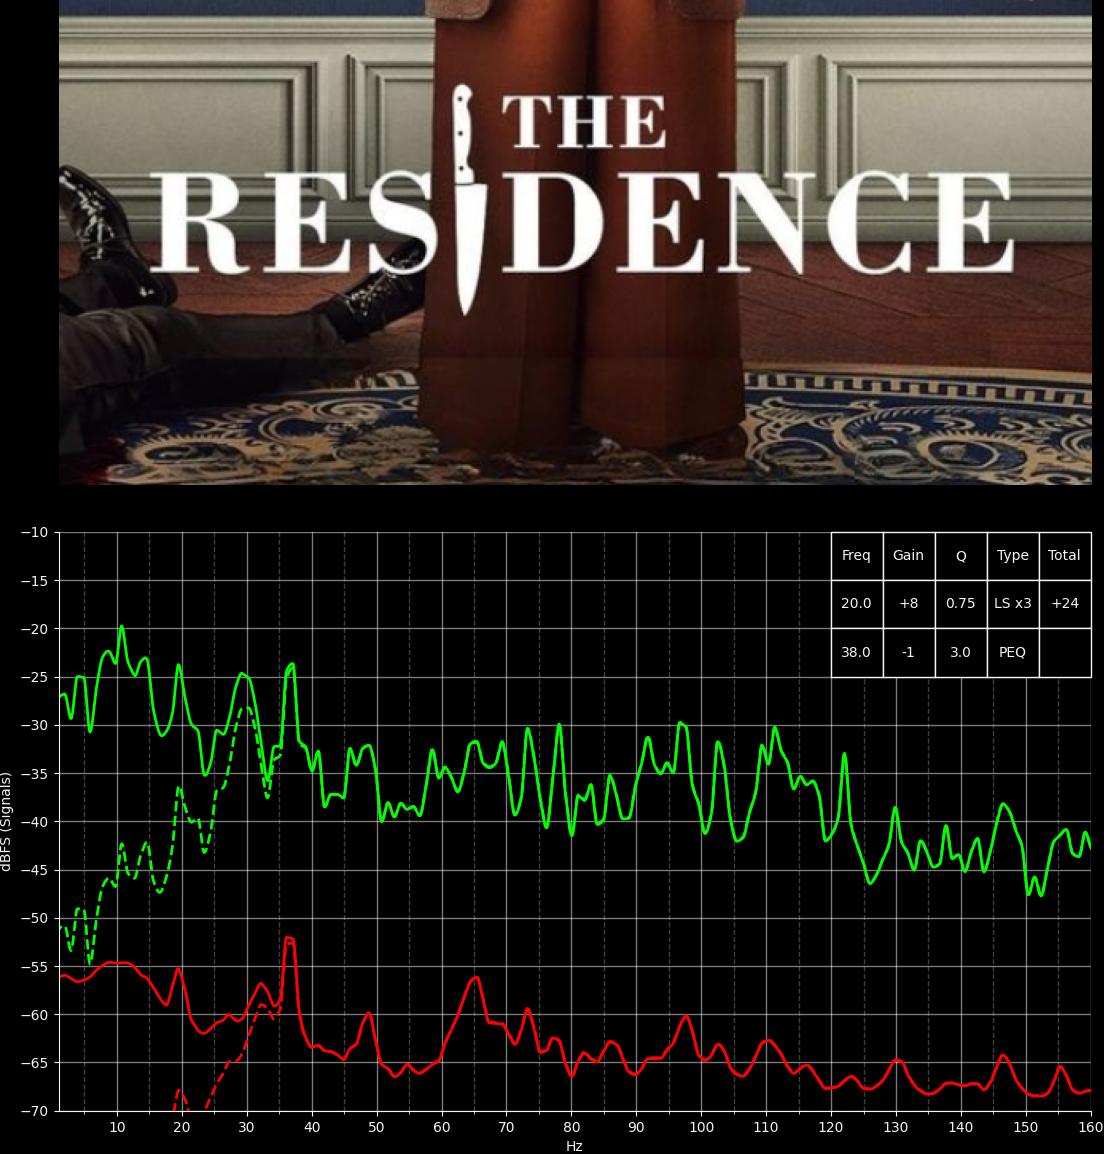 THE
RESIDENCE
Freq Gain Q Type Total
20.0 +8 0.75 LS x3 +24
38.0 -1 3.0 PEQ
−10
−15
−20
−25
−30
−35
−40
−45
−50
−55
−60
−65
−70
dBFS (Signals)
10 20 30 40 50 60 70 80 90 100 110 120 130 140 150 160
Hz